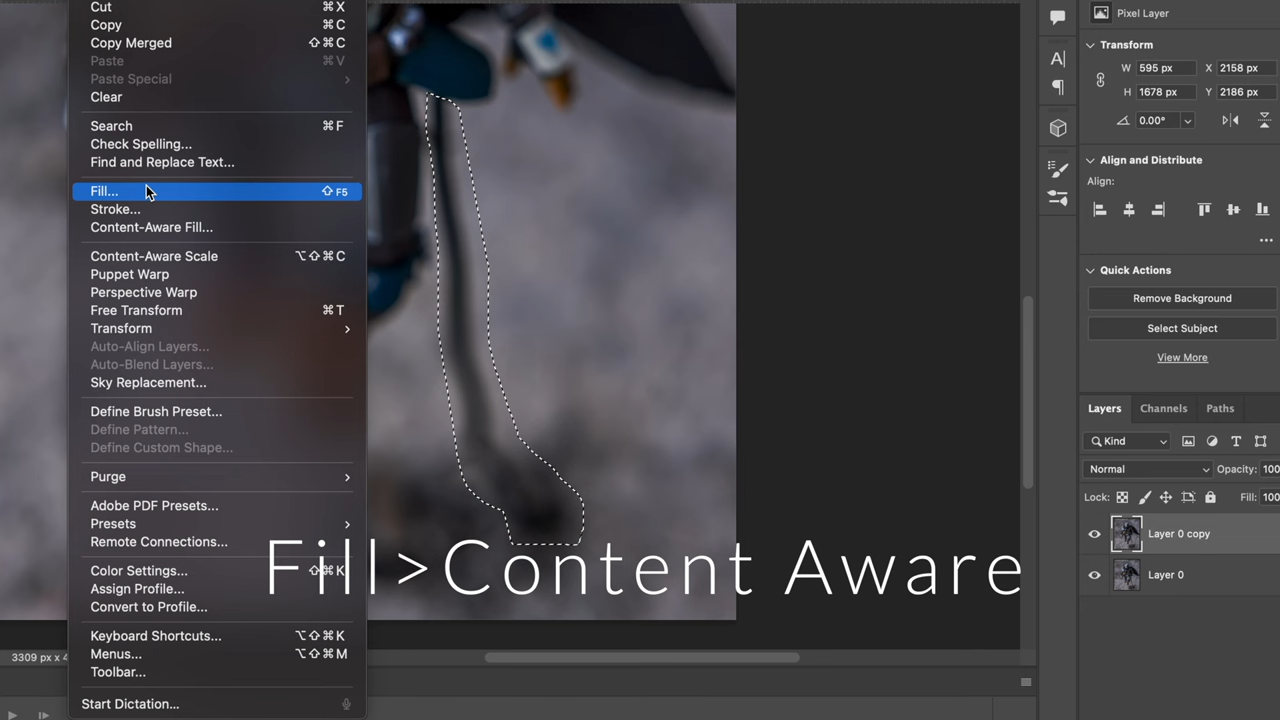 Cut ⌘X
Copy ⌘C
Copy Merged ⇧⌘C
Paste ⌘V
Paste Special
Clear
Search ⌘F
Check Spelling...
Find and Replace Text...
Fill... ⇧F5
Stroke...
Content-Aware Fill...
Content-Aware Scale ⌥⇧⌘C
Puppet Warp
Perspective Warp
Free Transform ⌘T
Transform
Auto-Align Layers...
Auto-Blend Layers...
Sky Replacement...
Define Brush Preset...
Define Pattern...
Define Custom Shape...
Purge
Adobe PDF Presets...
Presets
Remote Connections...
Color Settings... ⇧⌘K
Assign Profile...
Convert to Profile...
Keyboard Shortcuts... ⌥⇧⌘K
Menus... ⌥⇧⌘M
Toolbar...
Start Dictation...
3309 px x 4
Fill>Content Aware
Pixel Layer
Transform
W 595 px X 2158 px
H 1678 px Y 2186 px
0.00°
Align and Distribute
Align:
Quick Actions
Remove Background
Select Subject
View More
Layers Channels Paths
Kind
Normal Opacity: 100
Lock: Fill: 100
Layer 0 copy
Layer 0